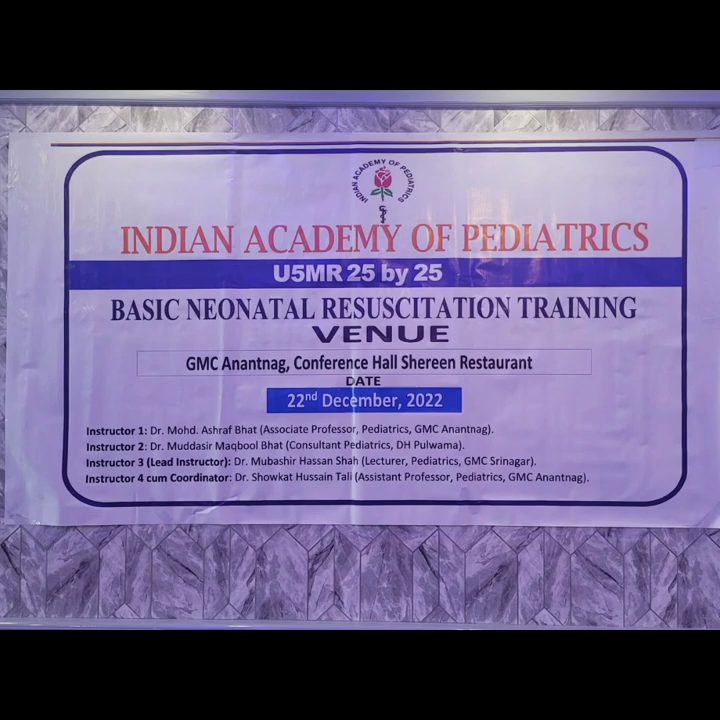 INDIAN ACADEMY OF PEDIATRICS
INDIAN ACADEMY OF PEDIATRICS
U5MR 25 by 25
BASIC NEONATAL RESUSCITATION TRAINING
VENUE
GMC Anantnag, Conference Hall Shereen Restaurant
DATE
22nd December, 2022
Instructor 1: Dr. Mohd. Ashraf Bhat (Associate Professor, Pediatrics, GMC Anantnag).
Instructor 2: Dr. Muddasir Maqbool Bhat (Consultant Pediatrics, DH Pulwama).
Instructor 3 (Lead Instructor): Dr. Mubashir Hassan Shah (Lecturer, Pediatrics, GMC Srinagar).
Instructor 4 cum Coordinator: Dr. Showkat Hussain Tali (Assistant Professor, Pediatrics, GMC Anantnag).